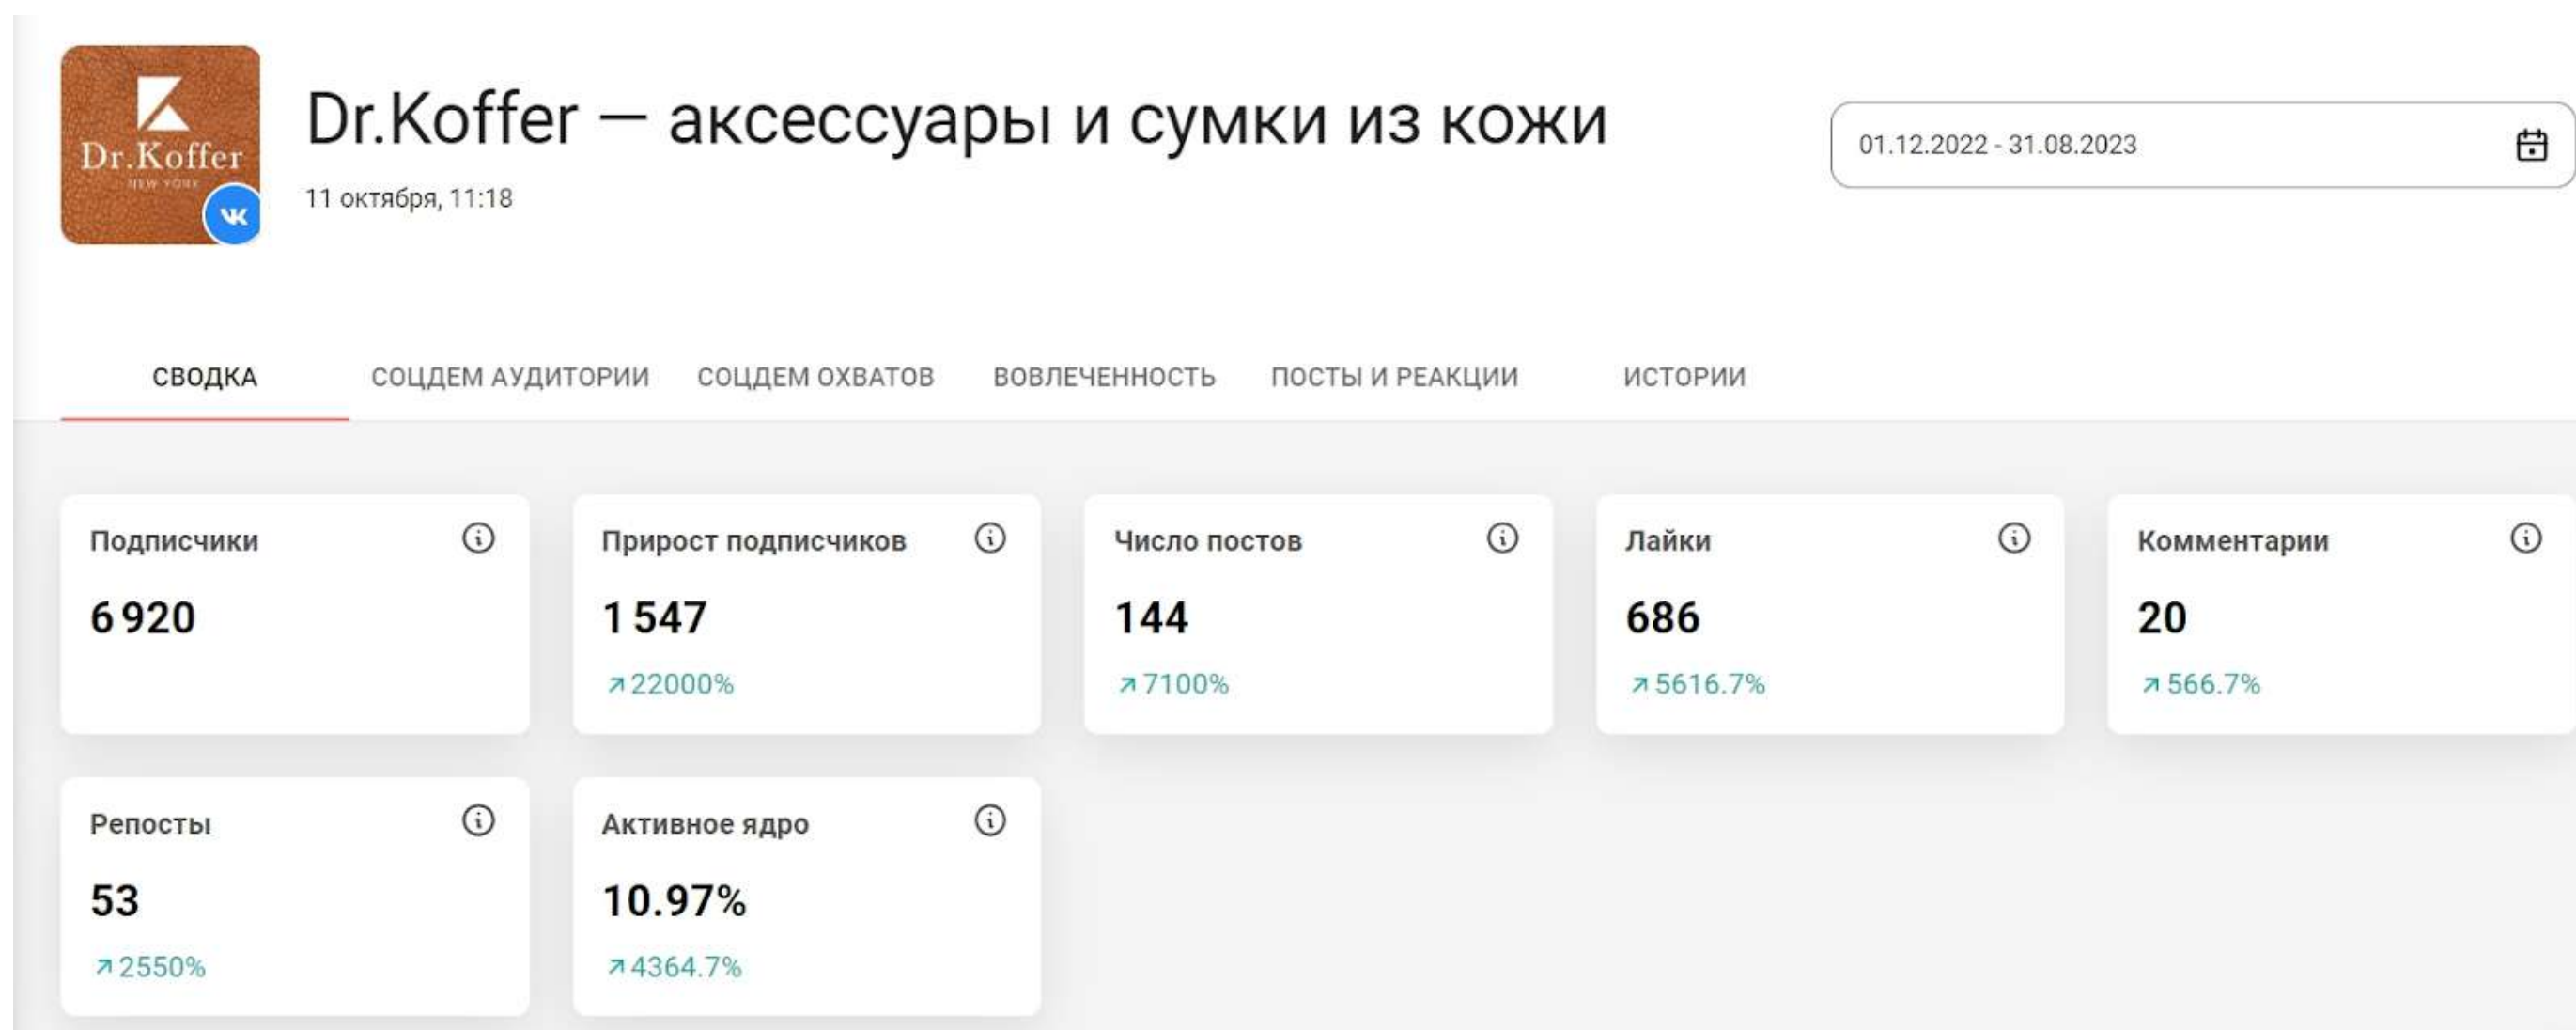 Dr.Koffer
NEW YORK
Dr.Koffer — аксессуары и сумки из кожи
11 октября, 11:18
01.12.2022 - 31.08.2023
СВОДКА
СОЦДЕМ АУДИТОРИИ
СОЦДЕМ ОХВАТОВ
ВОВЛЕЧЕННОСТЬ
ПОСТЫ И РЕАКЦИИ
ИСТОРИИ
Подписчики
6 920
Прирост подписчиков
1 547
↗22000%
Число постов
144
↗7100%
Лайки
686
↗5616.7%
Комментарии
20
↗566.7%
Репосты
53
↗2550%
Активное ядро
10.97%
↗4364.7%